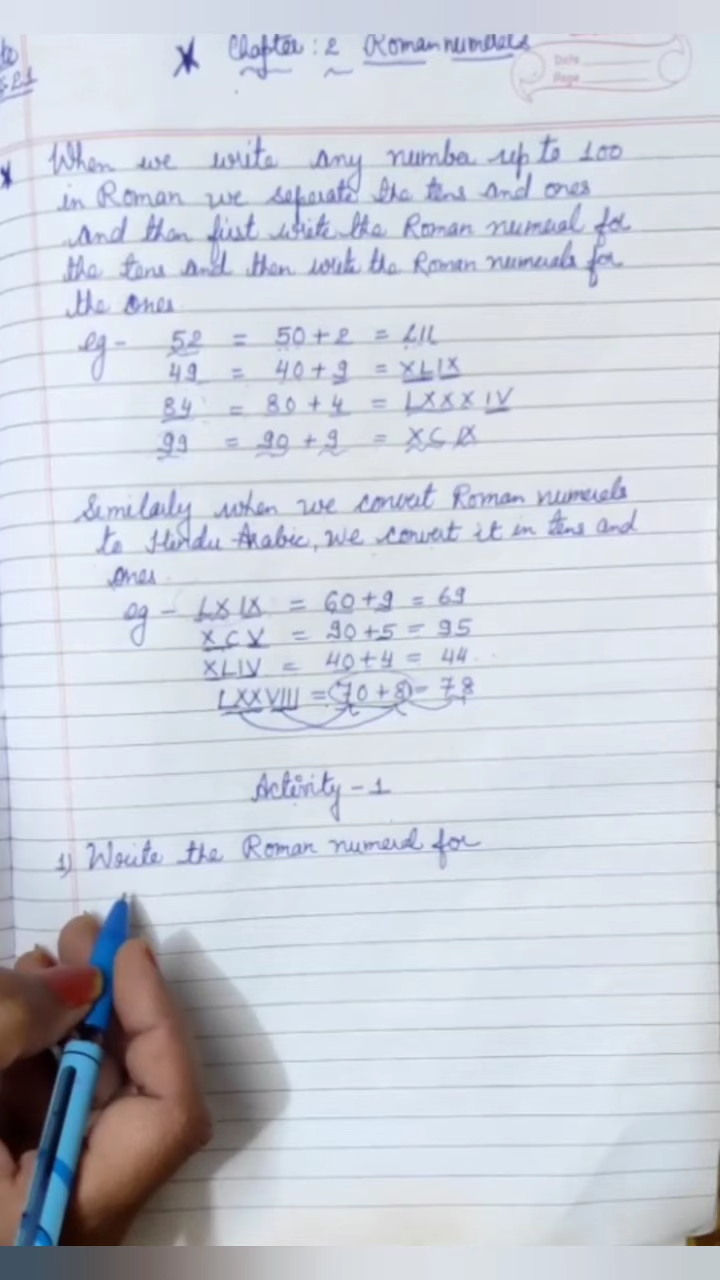 * Chapter : 2 Roman numerals
Date
Page
* When we write any number up to 100
in Roman we separate the tens and ones
and then first write the Roman numeral for
the tens and then write the Roman numerals for
the ones
eg - 52 = 50 + 2 = LII
49 = 40 + 9 = XLIX
84 = 80 + 4 = LXXXIV
99 = 90 + 9 = XCIX
Similarly when we convert Roman numerals
to Hindu-Arabic, we convert it in tens and
ones.
eg - LXIX = 60 + 9 = 69
XCV = 90 + 5 = 95
XLIV = 40 + 4 = 44
LXXVIII = 70 + 8 = 78
Activity - 1
1) Write the Roman numeral for